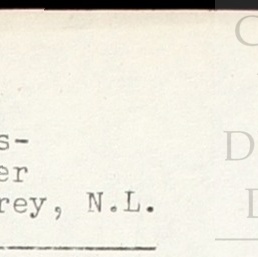 s-
er
rey, N.L.